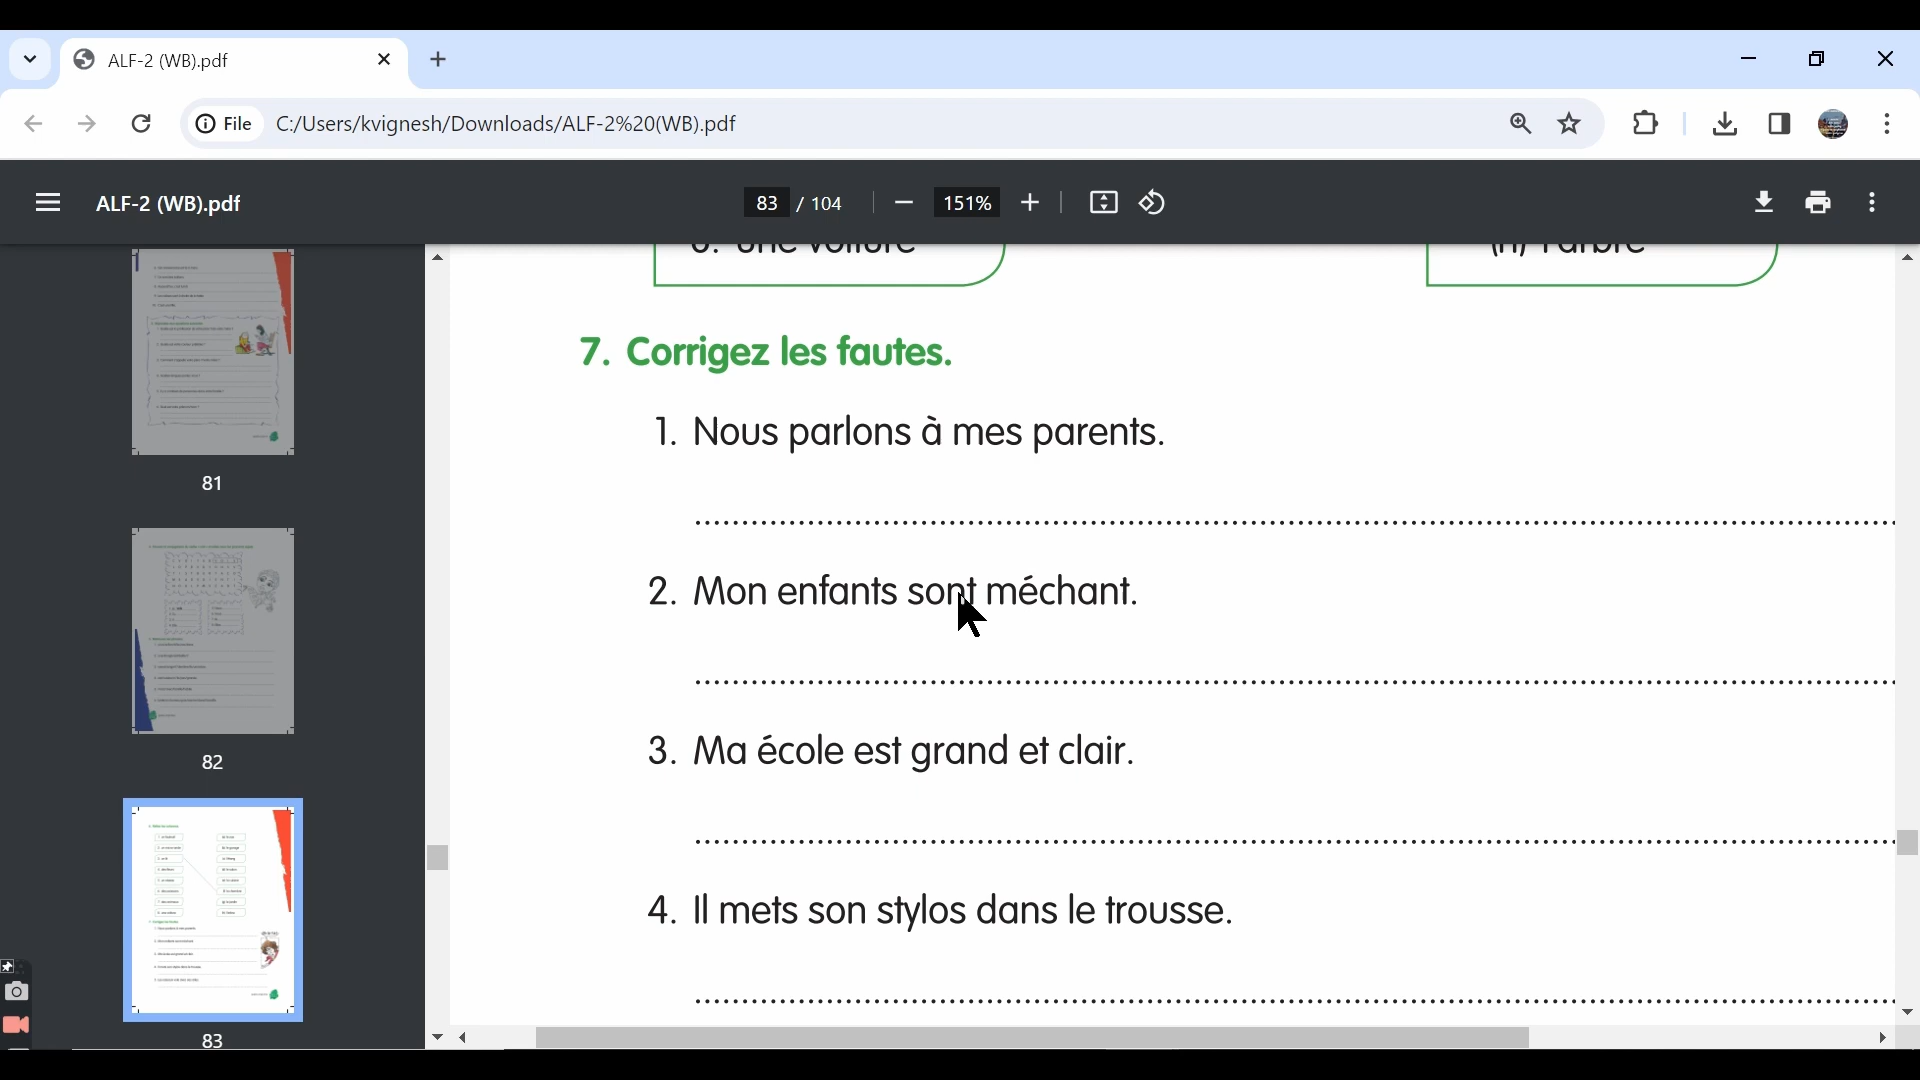 ALF-2 (WB).pdf
File C:/Users/kvignesh/Downloads/ALF-2%20(WB).pdf
ALF-2 (WB).pdf 83 / 104 151%
81
82
83
7. Corrigez les fautes.
1. Nous parlons à mes parents.
2. Mon enfants sont méchant.
3. Ma école est grand et clair.
4. Il mets son stylos dans le trousse.